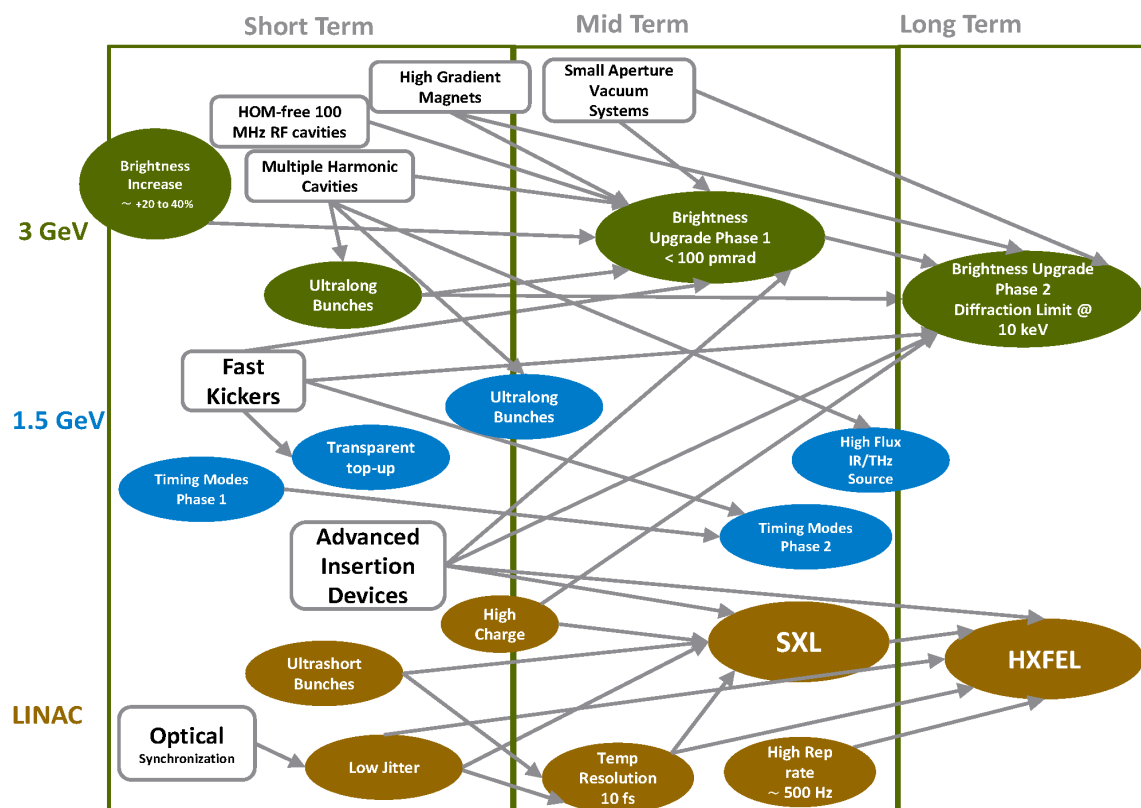 Short Term
Mid Term
Long Term
High Gradient
Magnets
Small Aperture
Vacuum
Systems
HOM-free 100
MHz RF cavities
Multiple Harmonic
Cavities
Brightness
Increase
~ +20 to 40%
3 GeV
Brightness
Upgrade Phase 1
< 100 pmrad
Ultralong
Bunches
Brightness Upgrade
Phase 2
Diffraction Limit @
10 keV
Fast
Kickers
1.5 GeV
Ultralong
Bunches
Transparent
top-up
High Flux
IR/THz
Source
Timing Modes
Phase 1
Timing Modes
Phase 2
Advanced
Insertion
Devices
High
Charge
SXL
HXFEL
Ultrashort
Bunches
LINAC
Optical
Synchronization
Low Jitter
Temp
Resolution
10 fs
High Rep
rate
~ 500 Hz